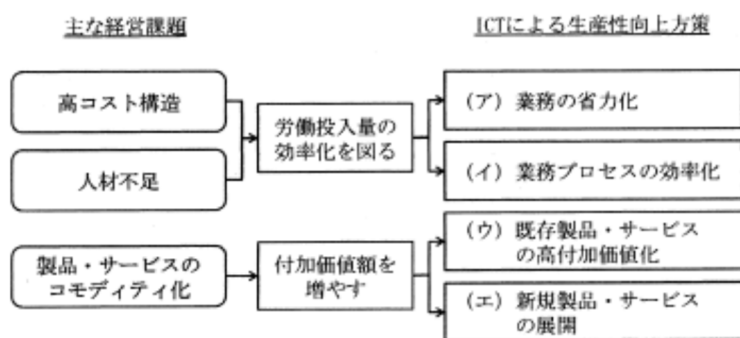 主な経営課題
ICTによる生産性向上方策
高コスト構造
人材不足
労働投入量の
効率化を図る
(ア) 業務の省力化
(イ) 業務プロセスの効率化
製品・サービスの
コモディティ化
付加価値額を
増やす
(ウ) 既存製品・サービス
の高付加価値化
(エ) 新規製品・サービス
の展開